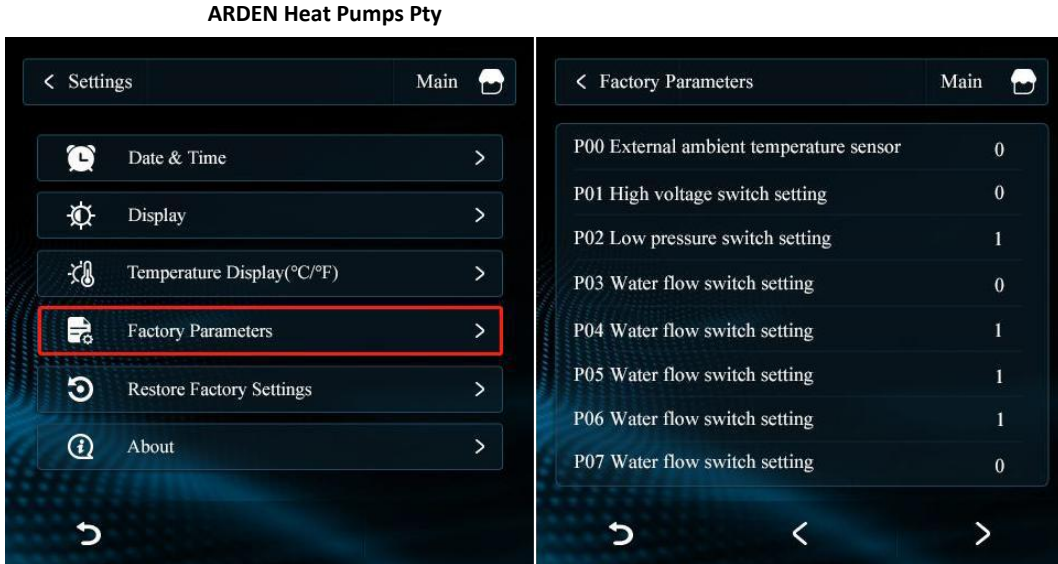 ARDEN Heat Pumps Pty
Settings Main
Date & Time
Display
Temperature Display(°C/°F)
Factory Parameters
Restore Factory Settings
About
Factory Parameters Main
P00 External ambient temperature sensor 0
P01 High voltage switch setting 0
P02 Low pressure switch setting 1
P03 Water flow switch setting 0
P04 Water flow switch setting 1
P05 Water flow switch setting 1
P06 Water flow switch setting 1
P07 Water flow switch setting 0